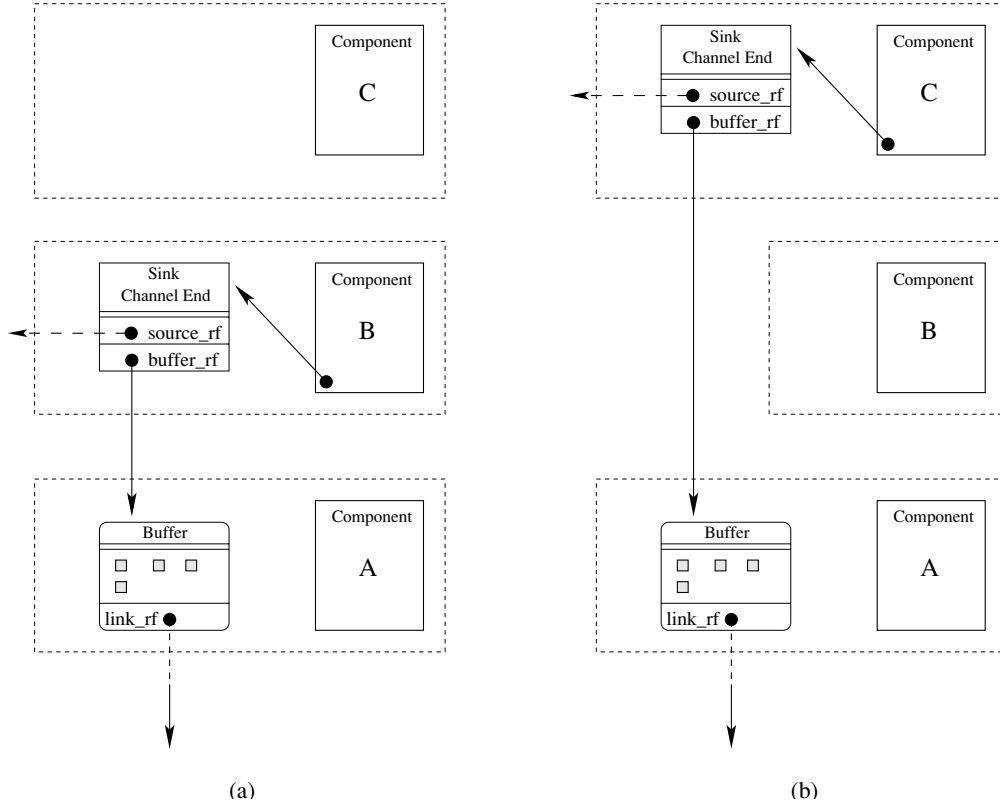 Component
C
Sink
Channel End
source_rf
buffer_rf
Component
B
Buffer
link_rf
Component
A
(a)
Sink
Channel End
source_rf
buffer_rf
Component
C
Component
B
Buffer
link_rf
Component
A
(b)